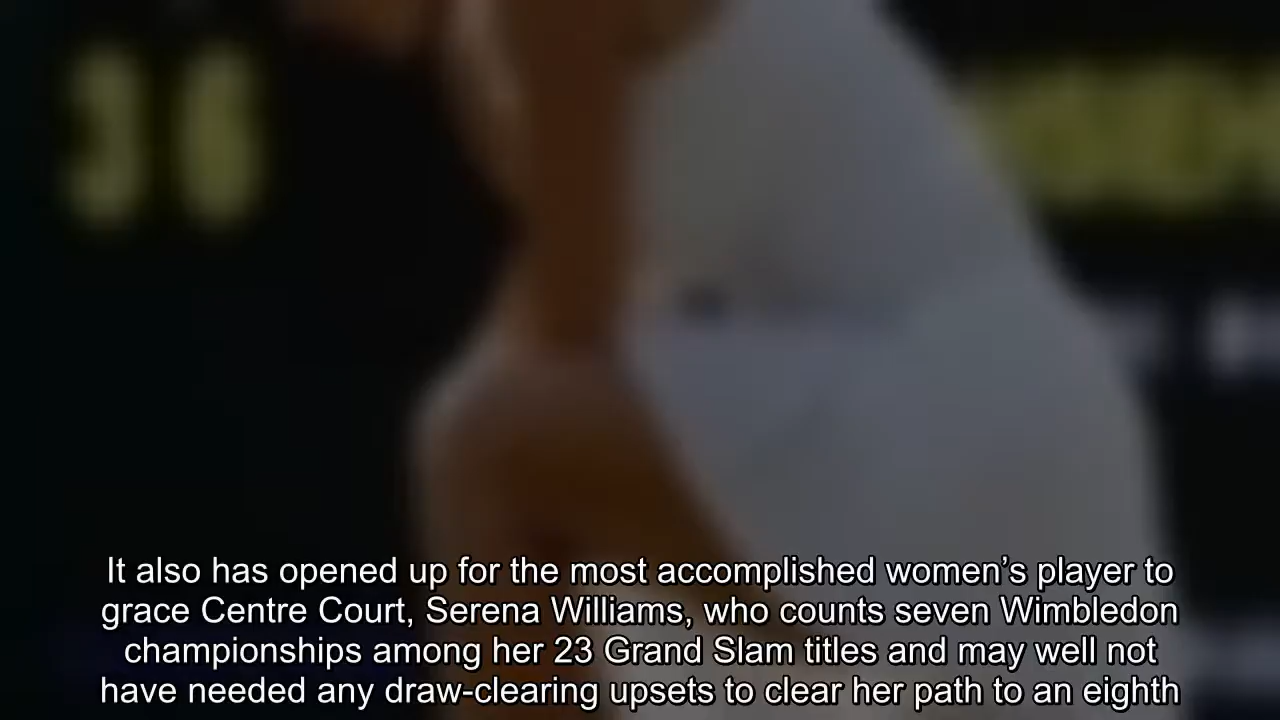 3 6
It also has opened up for the most accomplished women’s player to
grace Centre Court, Serena Williams, who counts seven Wimbledon
championships among her 23 Grand Slam titles and may well not
have needed any draw-clearing upsets to clear her path to an eighth